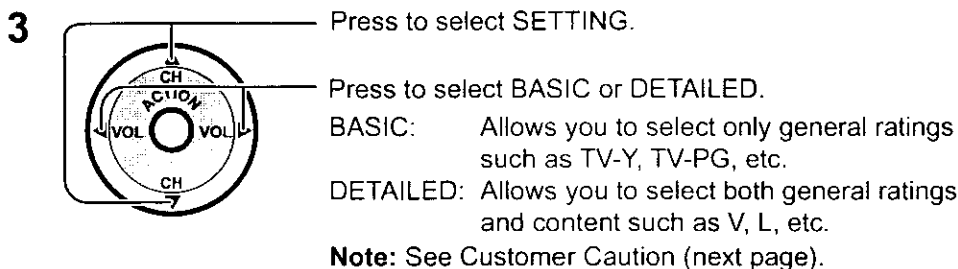 3
Press to select SETTING.
CH
ACTION
VOL
VOL
CH
Press to select BASIC or DETAILED.
BASIC: Allows you to select only general ratings
such as TV-Y, TV-PG, etc.
DETAILED: Allows you to select both general ratings
and content such as V, L, etc.
Note: See Customer Caution (next page).